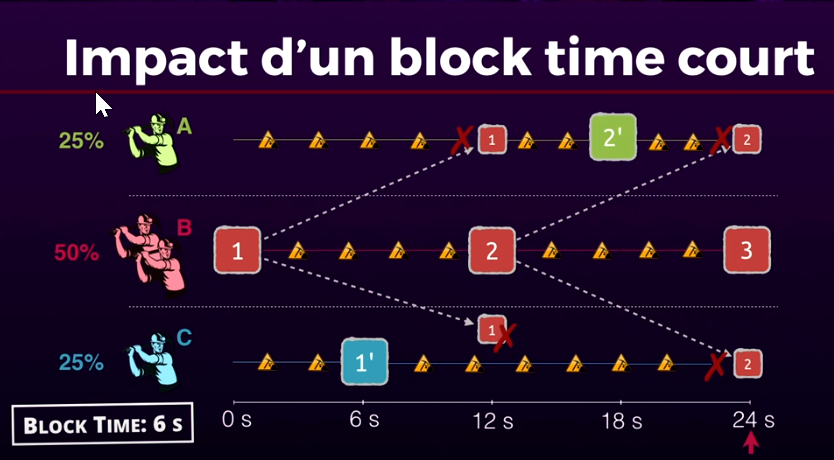 Impact d’un block time court
25% A 1 2' 2
50% B 1 2 3
1
25% C 1' 2
0 s 6 s 12 s 18 s 24 s
BLOCK TIME: 6 S